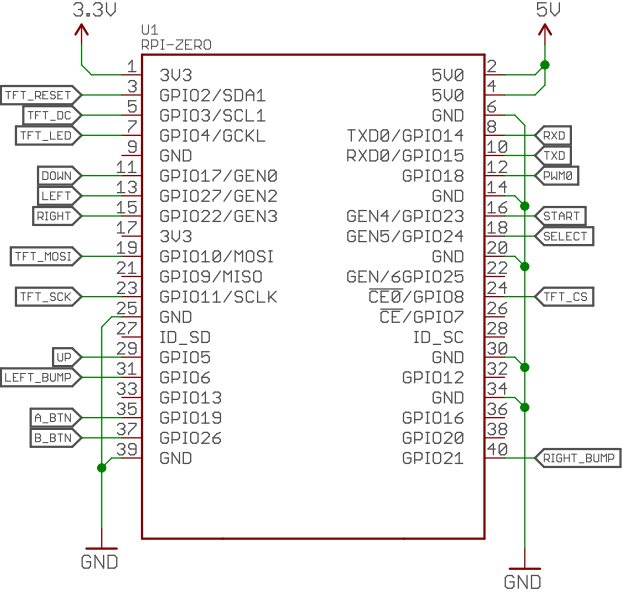 3.3V
5V
U1
RPI-ZERO
1 3V3 5V0 2
TFT_RESET 3 GPIO2/SDA1 5V0 4
TFT_DC 5 GPIO3/SCL1 GND 6
TFT_LED 7 GPIO4/GCKL TXD0/GPIO14 8 RXD
9 GND RXD0/GPIO15 10 TXD
DOWN 11 GPIO17/GEN0 GPIO18 12 PWM0
LEFT 13 GPIO27/GEN2 GND 14
RIGHT 15 GPIO22/GEN3 GEN4/GPIO23 16 START
17 3V3 GEN5/GPIO24 18 SELECT
TFT_MOSI 19 GPIO10/MOSI GND 20
21 GPIO9/MISO GEN/6GPIO25 22
TFT_SCK 23 GPIO11/SCLK CE0/GPIO8 24 TFT_CS
25 GND CE/GPIO7 26
27 ID_SD ID_SC 28
UP 29 GPIO5 GND 30
LEFT_BUMP 31 GPIO6 GPIO12 32
33 GPIO13 GND 34
A_BTN 35 GPIO19 GPIO16 36
B_BTN 37 GPIO26 GPIO20 38
39 GND GPIO21 40 RIGHT_BUMP
GND
GND